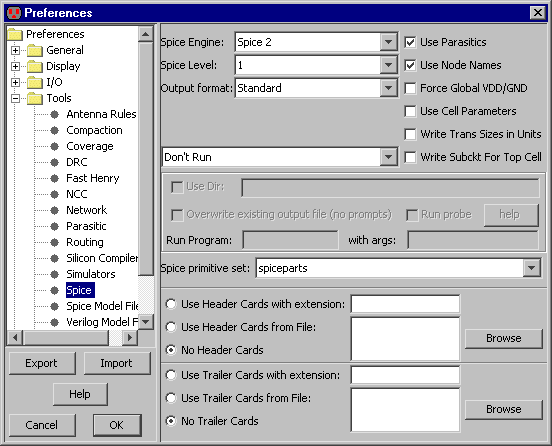 Preferences
Preferences
General
Display
I/O
Tools
Antenna Rules
Compaction
Coverage
DRC
Fast Henry
NCC
Network
Parasitic
Routing
Silicon Compiler
Simulators
Spice
Spice Model File
Verilog Model F
Export Import
Help
Cancel OK
Spice Engine: Spice 2 Use Parasitics
Spice Level: 1 Use Node Names
Output format: Standard Force Global VDD/GND
Use Cell Parameters
Write Trans Sizes in Units
Don't Run Write Subckt For Top Cell
Use Dir:
Overwrite existing output file (no prompts) Run probe help
Run Program: with args:
Spice primitive set: spiceparts
Use Header Cards with extension:
Use Header Cards from File:
No Header Cards Browse
Use Trailer Cards with extension:
Use Trailer Cards from File:
No Trailer Cards Browse